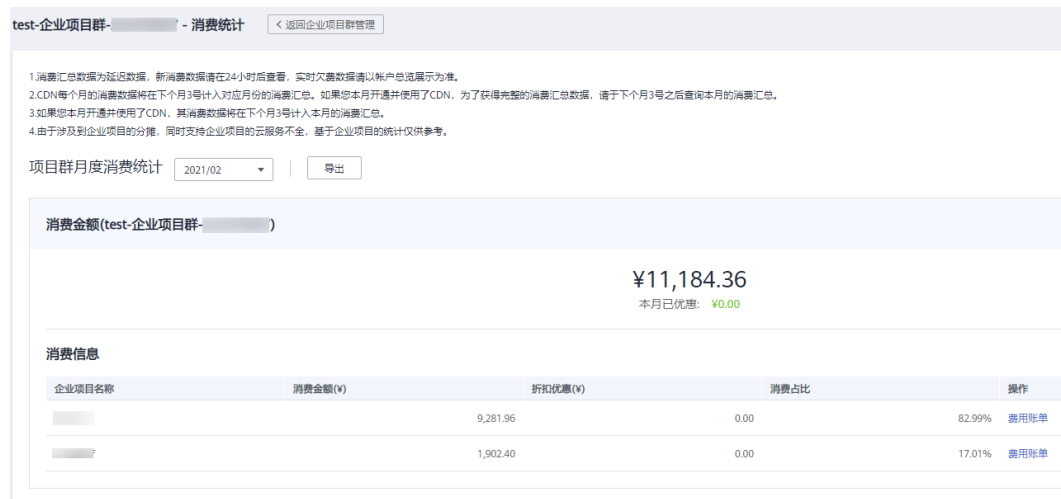 test-企业项目群- - 消费统计 < 返回企业项目群管理
1.消费汇总数据为延迟数据，新消费数据请在24小时后查看，实时欠费数据请以帐户总览展示为准。
2.CDN每个月的消费数据将在下个月3号计入对应月份的消费汇总。如果您本月开通并使用了CDN，为了获得完整的消费汇总数据，请于下个月3号之后查询本月的消费汇总。
3.如果您本月开通并使用了CDN，其消费数据将在下个月3号计入本月的消费汇总。
4.由于涉及到企业项目的分摊，同时支持企业项目的云服务不全，基于企业项目的统计仅供参考。
项目群月度消费统计 2021/02 导出
消费金额(test-企业项目群- )
¥11,184.36
本月已优惠: ¥0.00
消费信息
企业项目名称 消费金额(¥) 折扣优惠(¥) 消费占比 操作
9,281.96 0.00 82.99% 费用账单
1,902.40 0.00 17.01% 费用账单